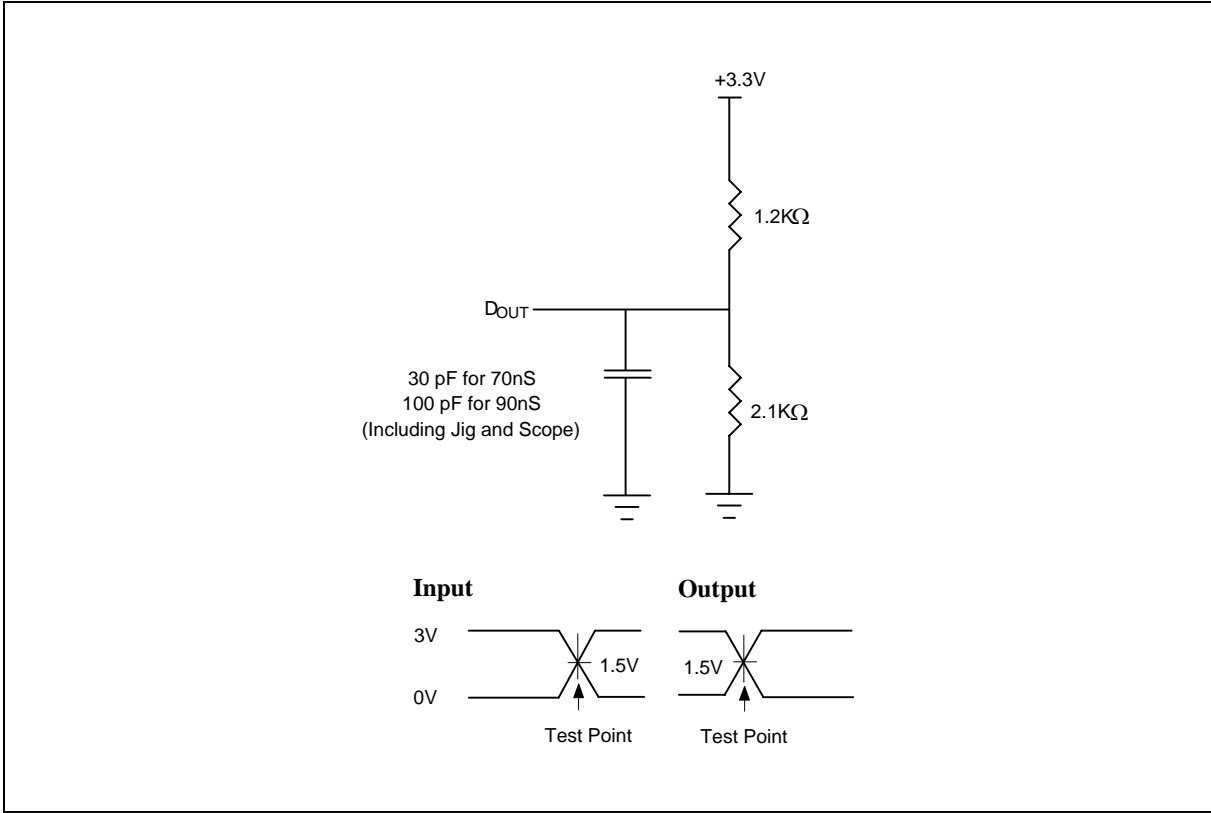 +3.3V
1.2KΩ
DOUT
30 pF for 70nS
100 pF for 90nS
(Including Jig and Scope)
2.1KΩ
Input
Output
3V
1.5V
1.5V
0V
Test Point
Test Point